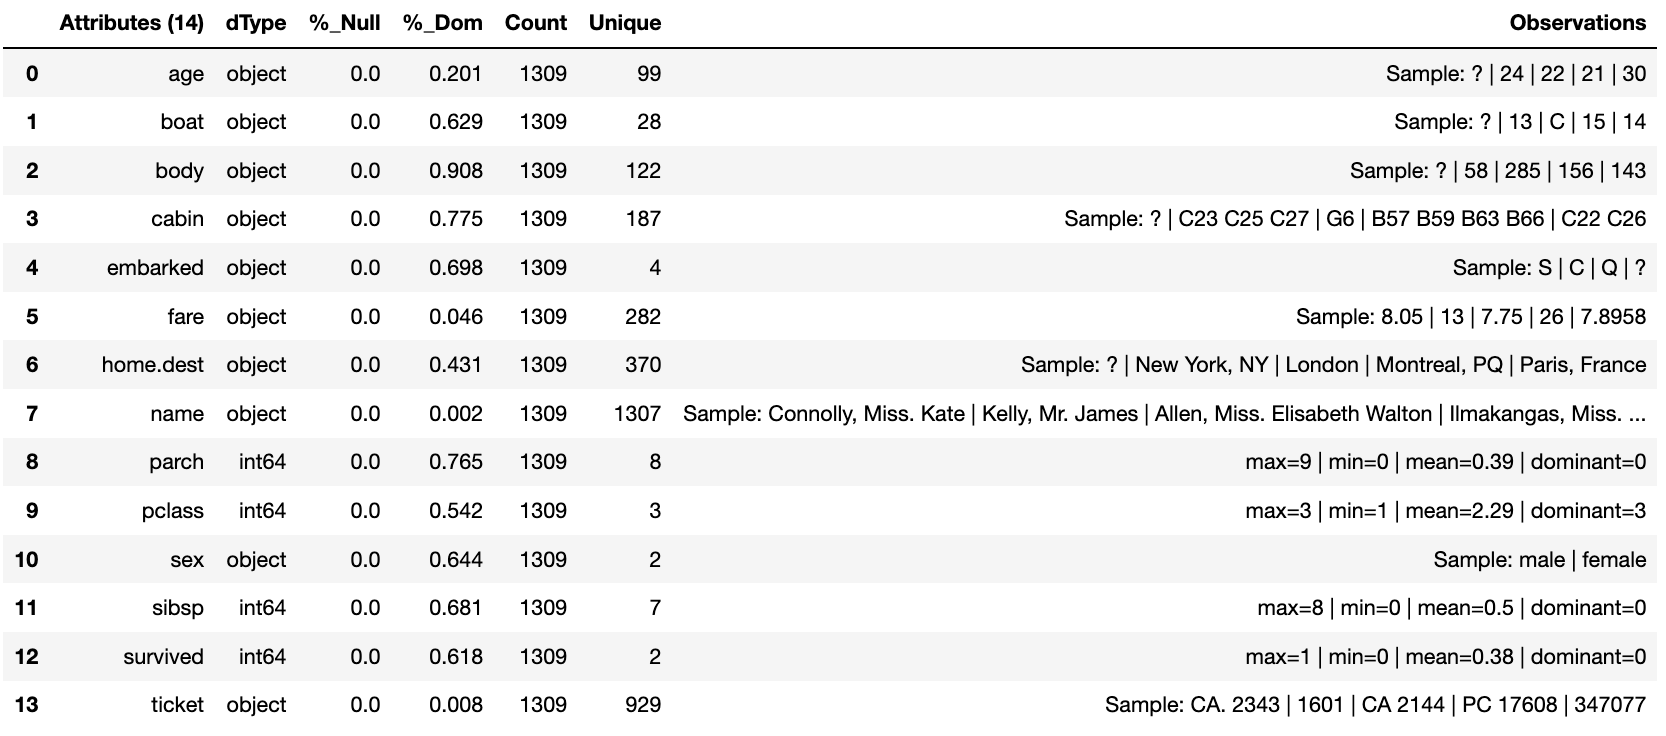 Attributes (14) dType %_Null %_Dom Count Unique Observations
0 age object 0.0 0.201 1309 99 Sample: ? | 24 | 22 | 21 | 30
1 boat object 0.0 0.629 1309 28 Sample: ? | 13 | C | 15 | 14
2 body object 0.0 0.908 1309 122 Sample: ? | 58 | 285 | 156 | 143
3 cabin object 0.0 0.775 1309 187 Sample: ? | C23 C25 C27 | G6 | B57 B59 B63 B66 | C22 C26
4 embarked object 0.0 0.698 1309 4 Sample: S | C | Q | ?
5 fare object 0.0 0.046 1309 282 Sample: 8.05 | 13 | 7.75 | 26 | 7.8958
6 home.dest object 0.0 0.431 1309 370 Sample: ? | New York, NY | London | Montreal, PQ | Paris, France
7 name object 0.0 0.002 1309 1307 Sample: Connolly, Miss. Kate | Kelly, Mr. James | Allen, Miss. Elisabeth Walton | Ilmakangas, Miss. ...
8 parch int64 0.0 0.765 1309 8 max=9 | min=0 | mean=0.39 | dominant=0
9 pclass int64 0.0 0.542 1309 3 max=3 | min=1 | mean=2.29 | dominant=3
10 sex object 0.0 0.644 1309 2 Sample: male | female
11 sibsp int64 0.0 0.681 1309 7 max=8 | min=0 | mean=0.5 | dominant=0
12 survived int64 0.0 0.618 1309 2 max=1 | min=0 | mean=0.38 | dominant=0
13 ticket object 0.0 0.008 1309 929 Sample: CA. 2343 | 1601 | CA 2144 | PC 17608 | 347077